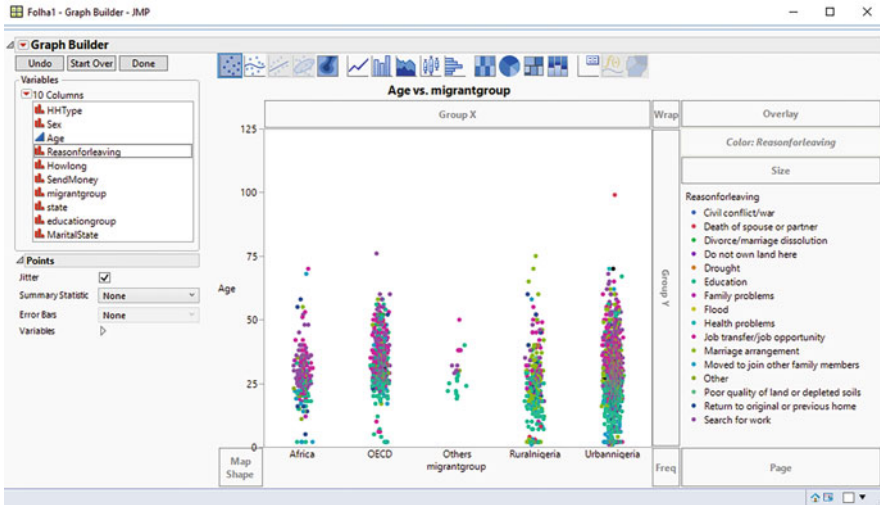 Folha1 - Graph Builder - JMP
Graph Builder
Undo Start Over Done
Variables
10 Columns
HHType
Sex
Age
Reasonforleaving
Howlong
SendMoney
migrantgroup
state
educationgroup
MaritalState
Points
Jitter
Summary Statistic None
Error Bars None
Variables
Age vs. migrantgroup
Group X
Wrap
Overlay
Color: Reasonforleaving
Size
125
100
75
50
25
0
Age
Group Y
Africa OECD Others Ruralnigeria Urbannigeria
migrantgroup
Map Shape
Freq
Page
Reasonforleaving
Civil conflict/war
Death of spouse or partner
Divorce/marriage dissolution
Do not own land here
Drought
Education
Family problems
Flood
Health problems
Job transfer/job opportunity
Marriage arrangement
Moved to join other family members
Other
Poor quality of land or depleted soils
Return to original or previous home
Search for work